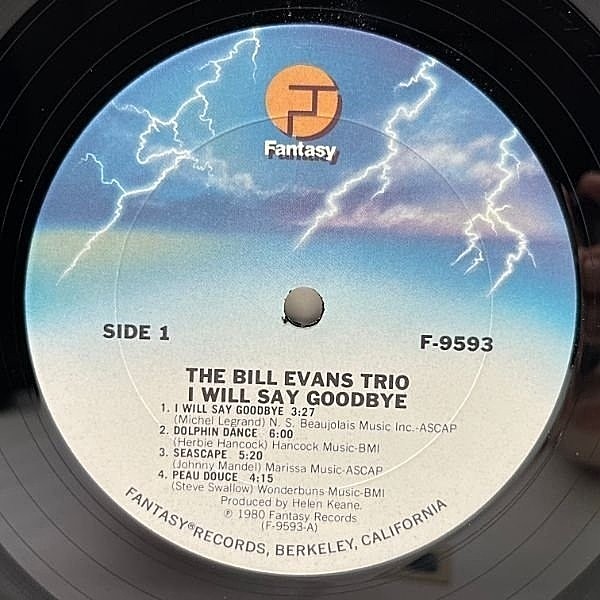 Fantasy
SIDE 1
F-9593
THE BILL EVANS TRIO
I WILL SAY GOODBYE
1. I WILL SAY GOODBYE 3:27
(Michel Legrand) N. S. Beaujolais Music Inc.-ASCAP
2. DOLPHIN DANCE 6:00
(Herbie Hancock) Hancock Music-BMI
3. SEASCAPE 5:20
(Johnny Mandel) Marissa Music-ASCAP
4. PEAU DOUCE 4:15
(Steve Swallow) Wonderbuns Music-BMI
Produced by Helen Keane.
℗ 1980 Fantasy Records
(F-9593-A)
FANTASY® RECORDS, BERKELEY, CALIFORNIA